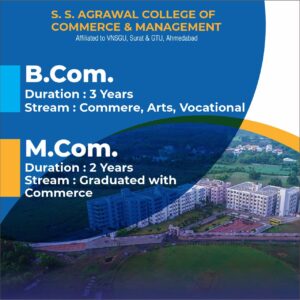 S. S. AGRAWAL COLLEGE OF
COMMERCE & MANAGEMENT
Affiliated to VNSGU, Surat & GTU, Ahmedabad
B.Com.
Duration : 3 Years
Stream : Commere, Arts, Vocational
M.Com.
Duration : 2 Years
Stream : Graduated with
Commerce